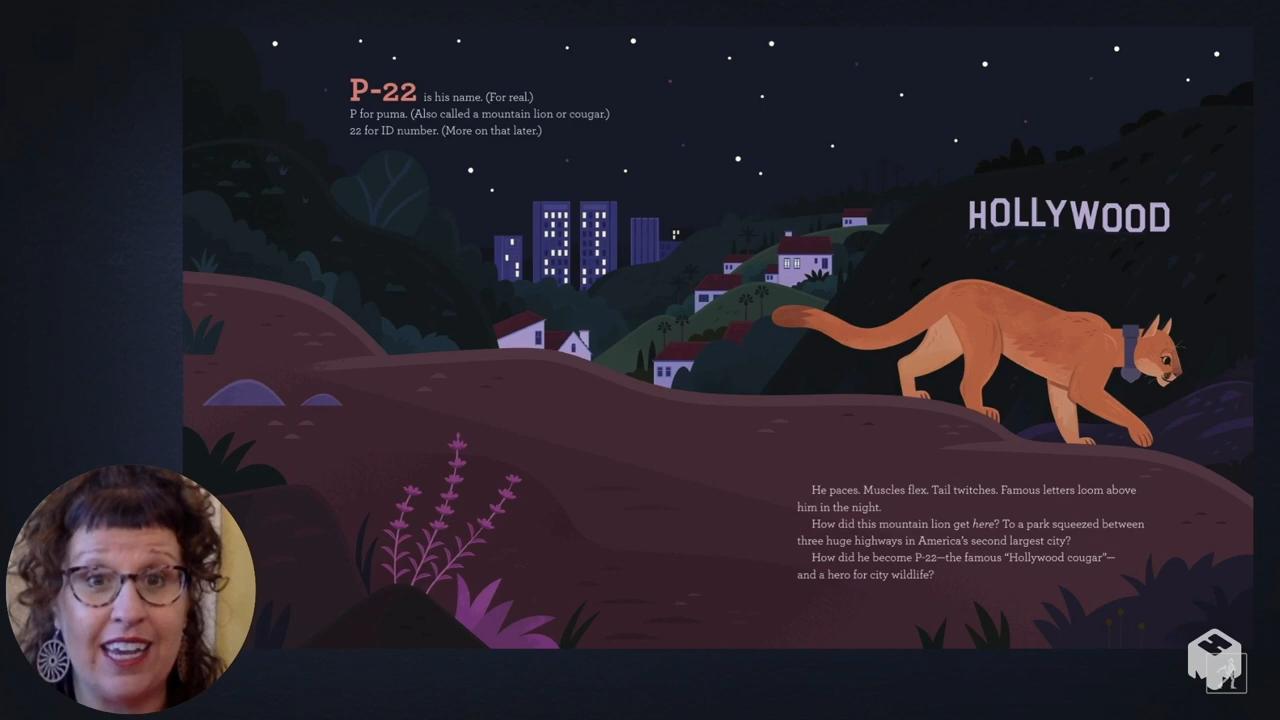 P-22 is his name. (For real.)
P for puma. (Also called a mountain lion or cougar.)
22 for ID number. (More on that later.)
HOLLYWOOD
He paces. Muscles flex. Tail twitches. Famous letters loom above
him in the night.
How did this mountain lion get here? To a park squeezed between
three huge highways in America's second largest city?
How did he become P-22—the famous “Hollywood cougar”—
and a hero for city wildlife?